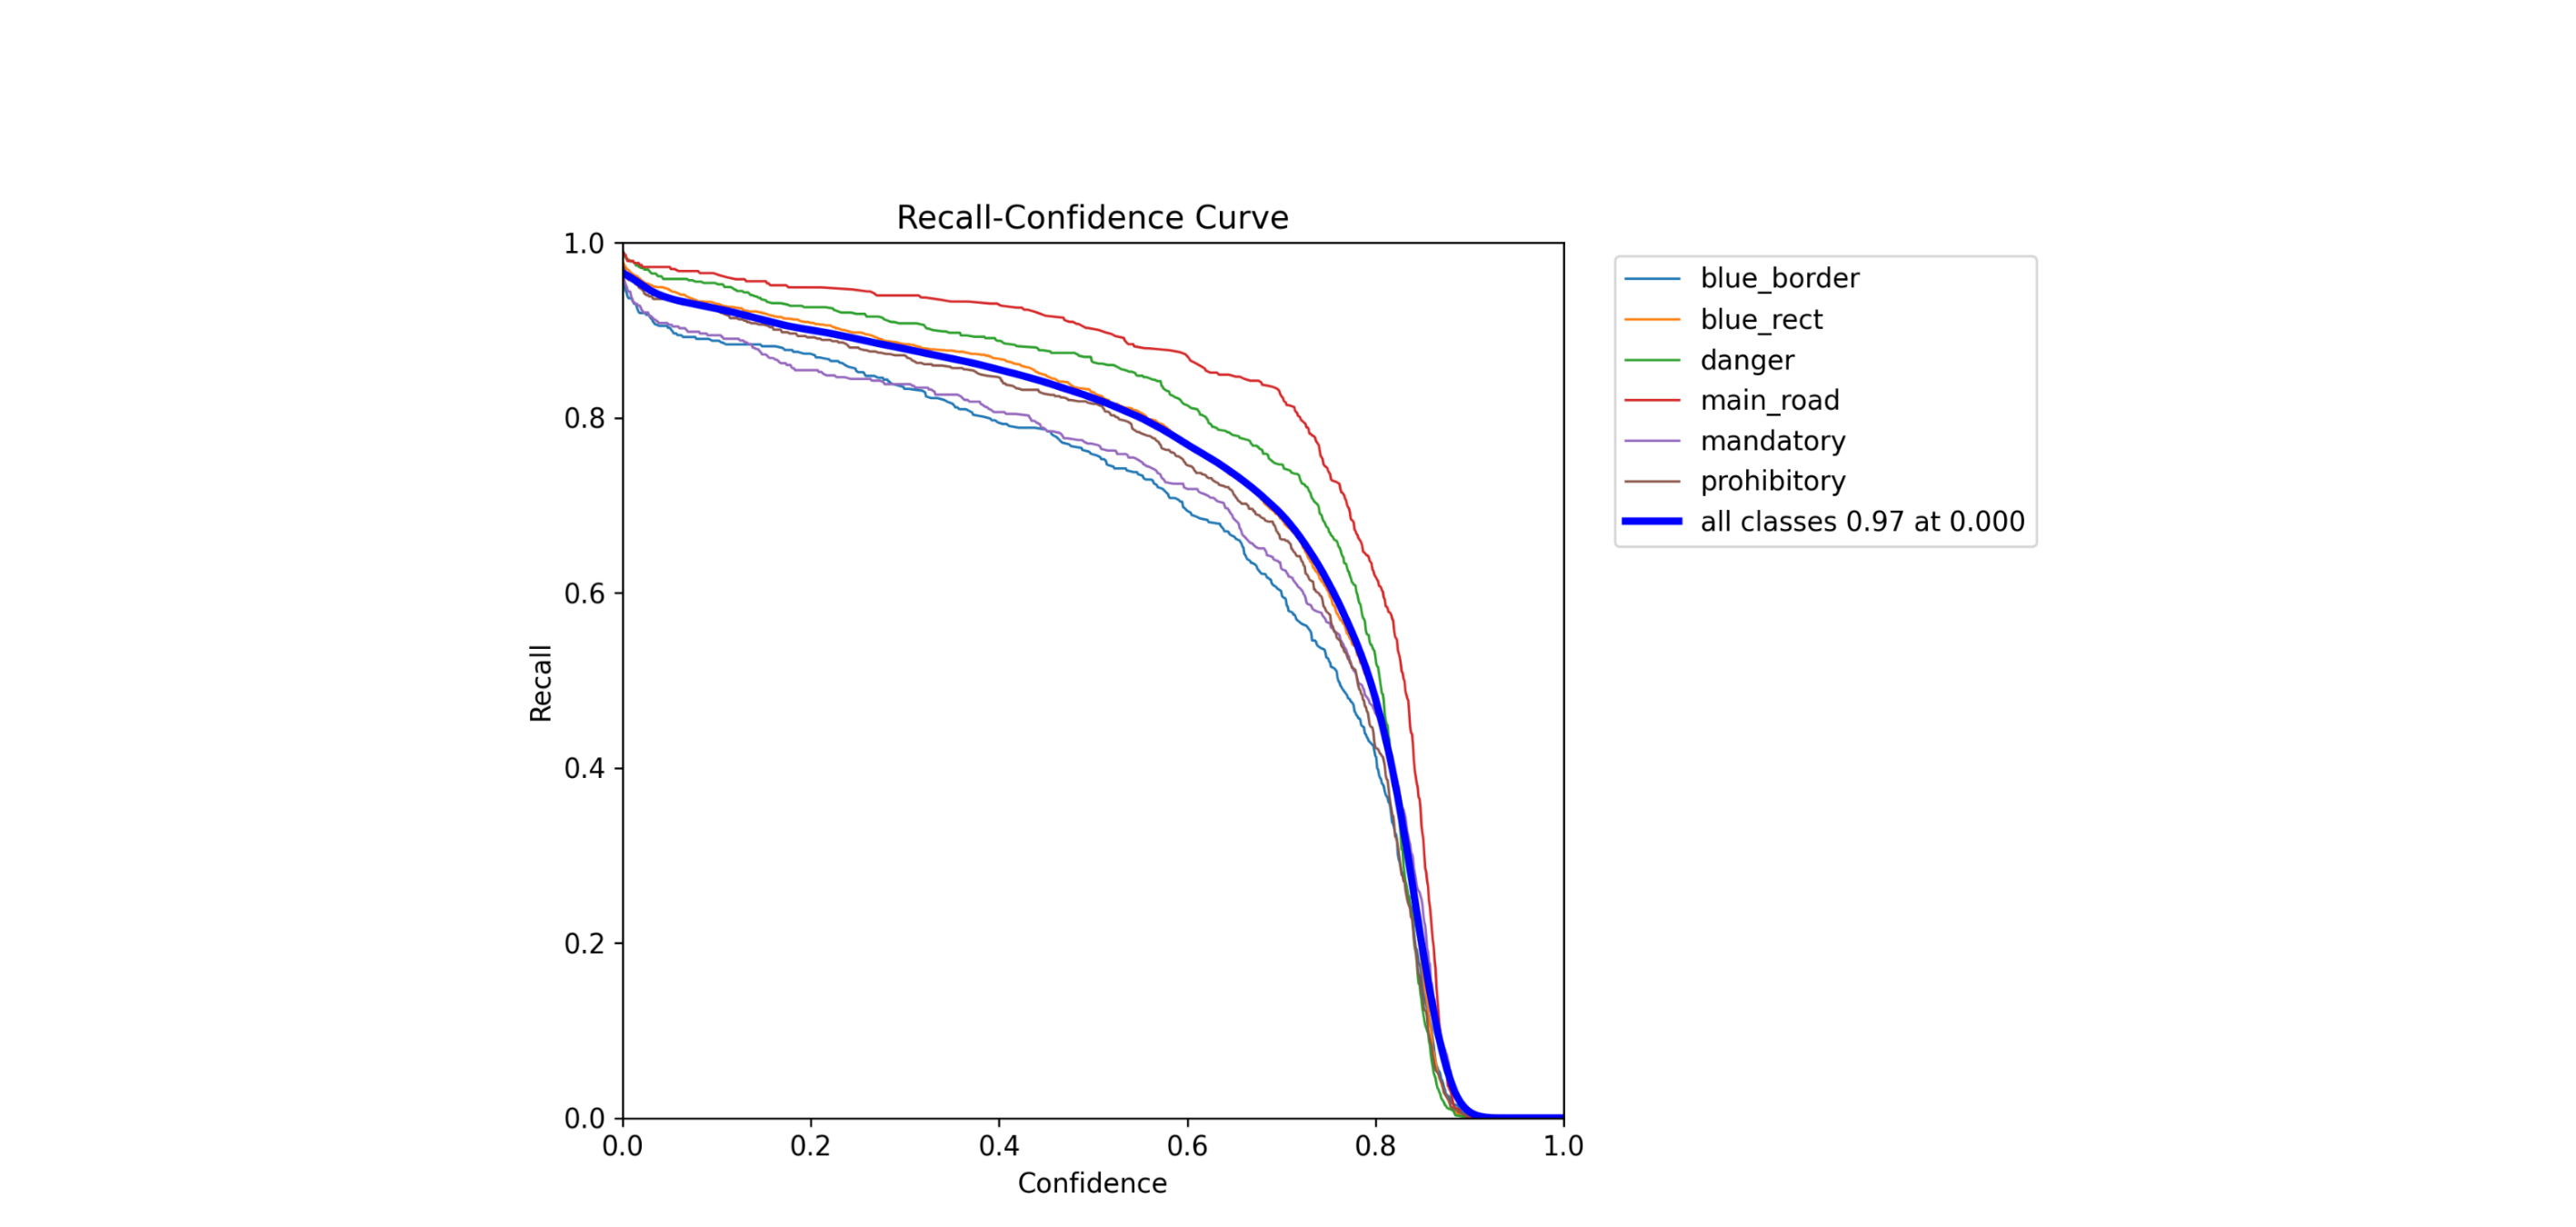 Recall-Confidence Curve
1.0
0.8
0.6
0.4
0.2
0.0
Recall
0.0 0.2 0.4 0.6 0.8 1.0
Confidence
blue_border
blue_rect
danger
main_road
mandatory
prohibitory
all classes 0.97 at 0.000